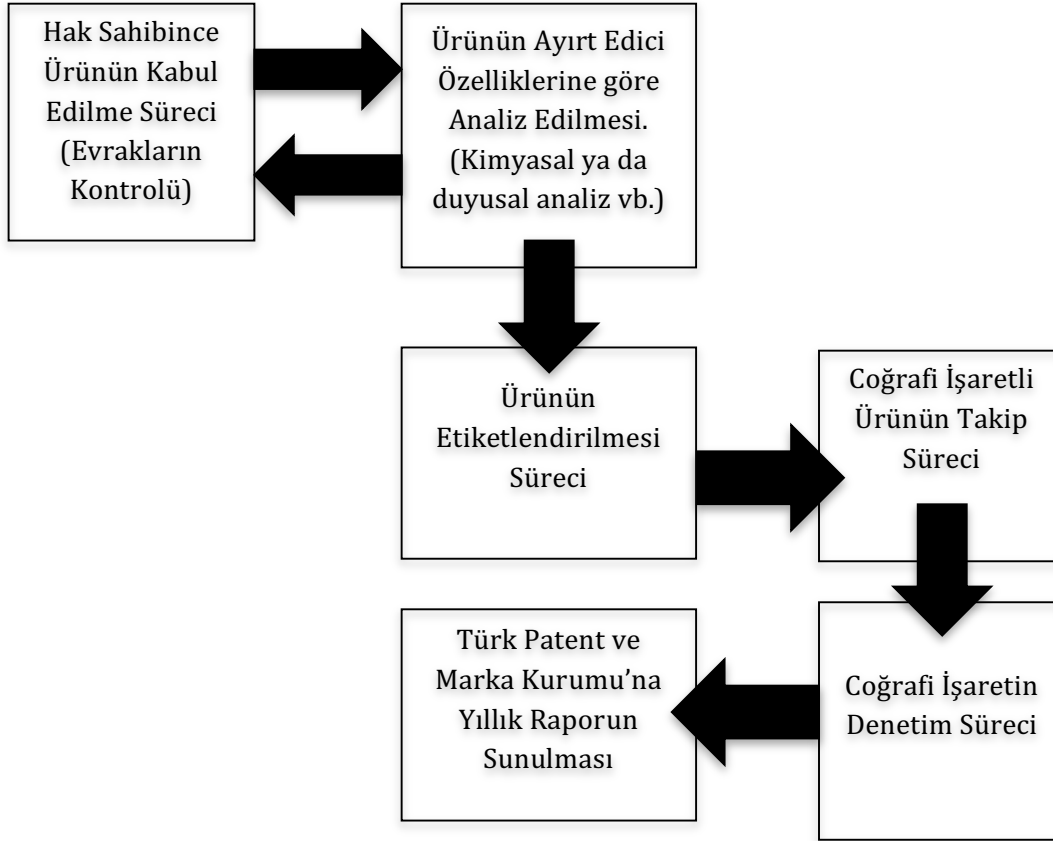 Hak Sahibince
Ürünün Kabul
Edilme Süreci
(Evrakların
Kontrolü)
Ürünün Ayırt Edici
Özelliklerine göre
Analiz Edilmesi.
(Kimyasal ya da
duyusal analiz vb.)
Ürünün
Etiketlendirilmesi
Süreci
Coğrafi İşaretli
Ürünün Takip
Süreci
Coğrafi İşaretin
Denetim Süreci
Türk Patent ve
Marka Kurumu’na
Yıllık Raporun
Sunulması